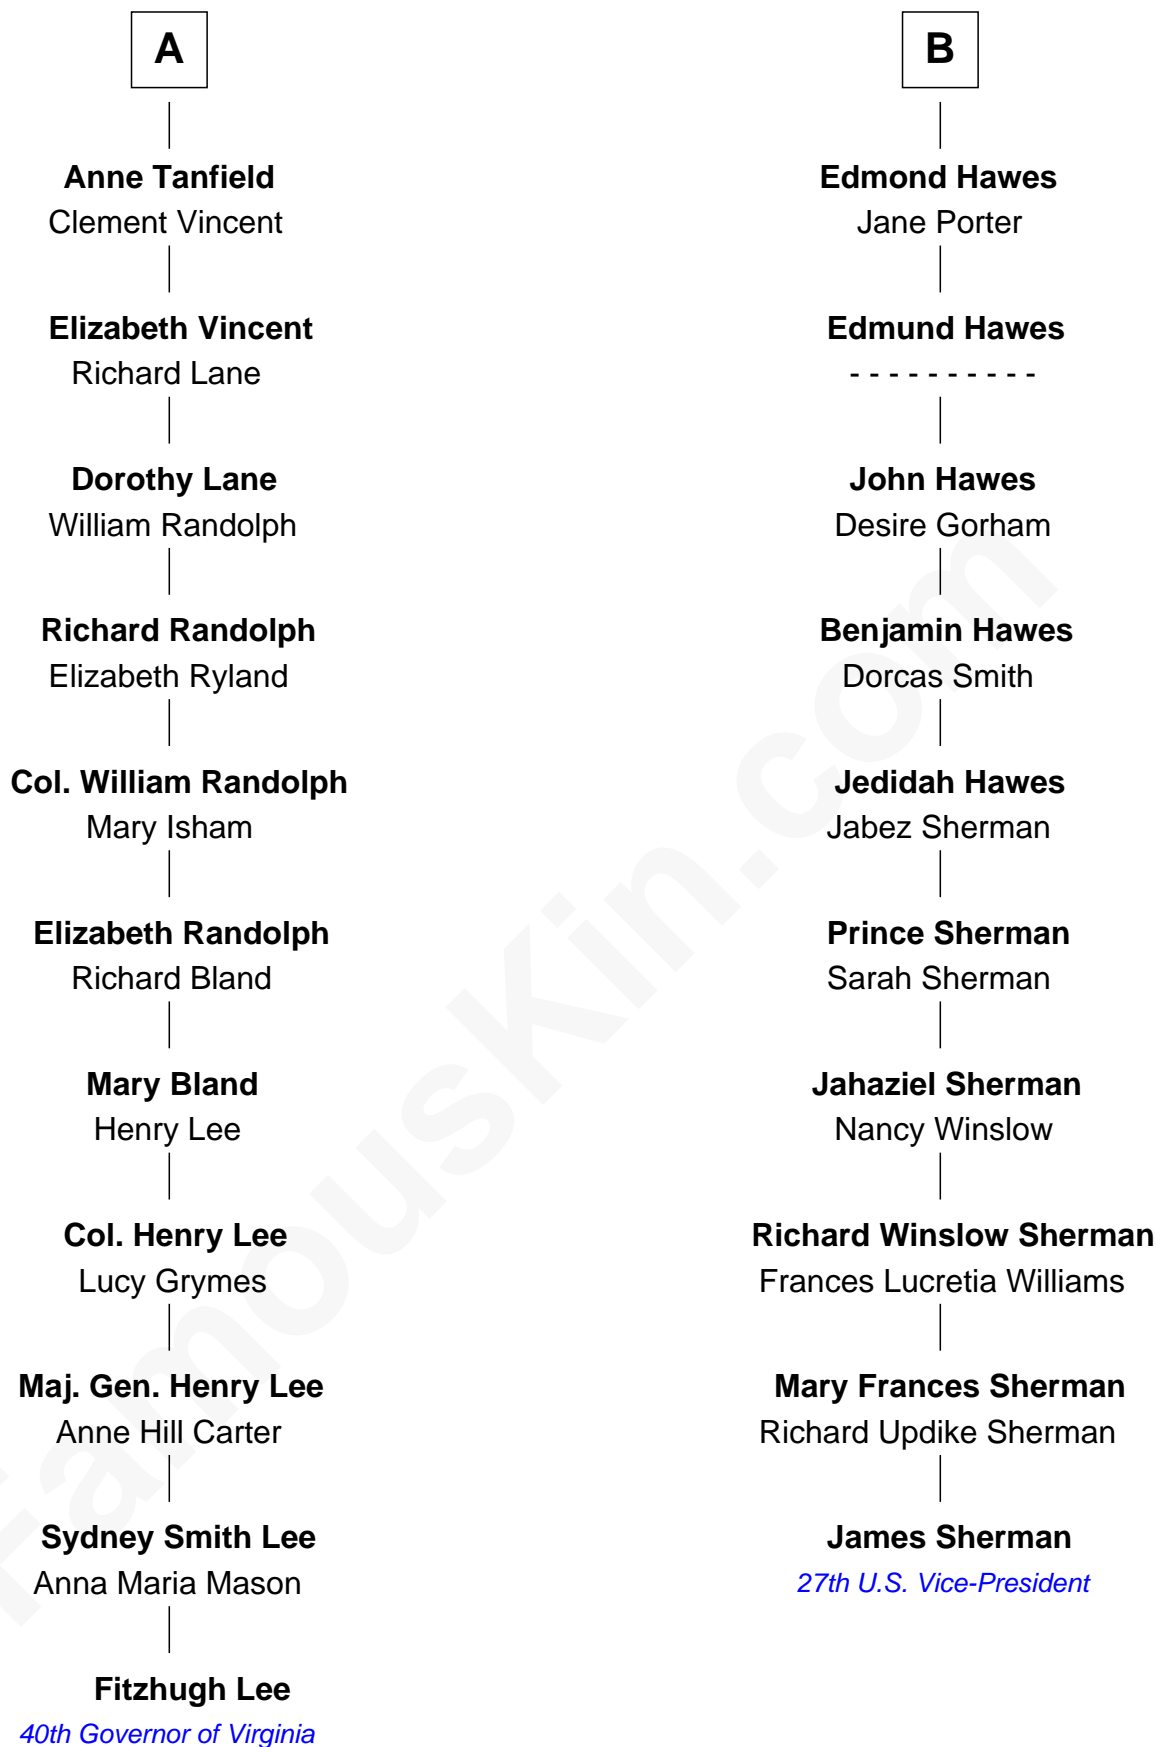 A
Anne Tanfield
Clement Vincent
Elizabeth Vincent
Richard Lane
Dorothy Lane
William Randolph
Richard Randolph
Elizabeth Ryland
Col. William Randolph
Mary Isham
Elizabeth Randolph
Richard Bland
Mary Bland
Henry Lee
Col. Henry Lee
Lucy Grymes
Maj. Gen. Henry Lee
Anne Hill Carter
Sydney Smith Lee
Anna Maria Mason
Fitzhugh Lee
40th Governor of Virginia
B
Edmond Hawes
Jane Porter
Edmund Hawes
- - - - - - - - - -
John Hawes
Desire Gorham
Benjamin Hawes
Dorcas Smith
Jedidah Hawes
Jabez Sherman
Prince Sherman
Sarah Sherman
Jahaziel Sherman
Nancy Winslow
Richard Winslow Sherman
Frances Lucretia Williams
Mary Frances Sherman
Richard Updike Sherman
James Sherman
27th U.S. Vice-President
FamousKin.com